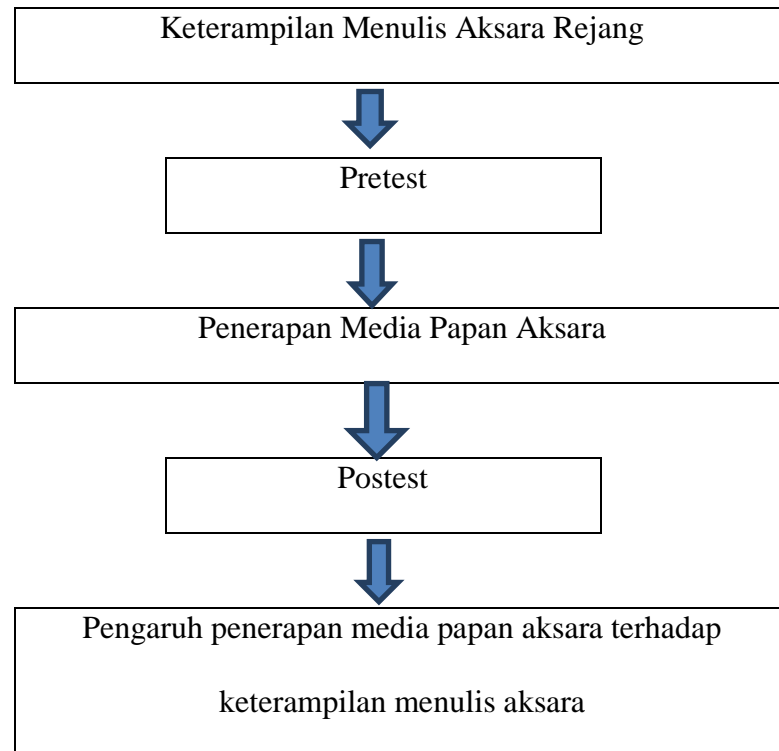 Keterampilan Menulis Aksara Rejang
Pretest
Penerapan Media Papan Aksara
Postest
Pengaruh penerapan media papan aksara terhadap
keterampilan menulis aksara